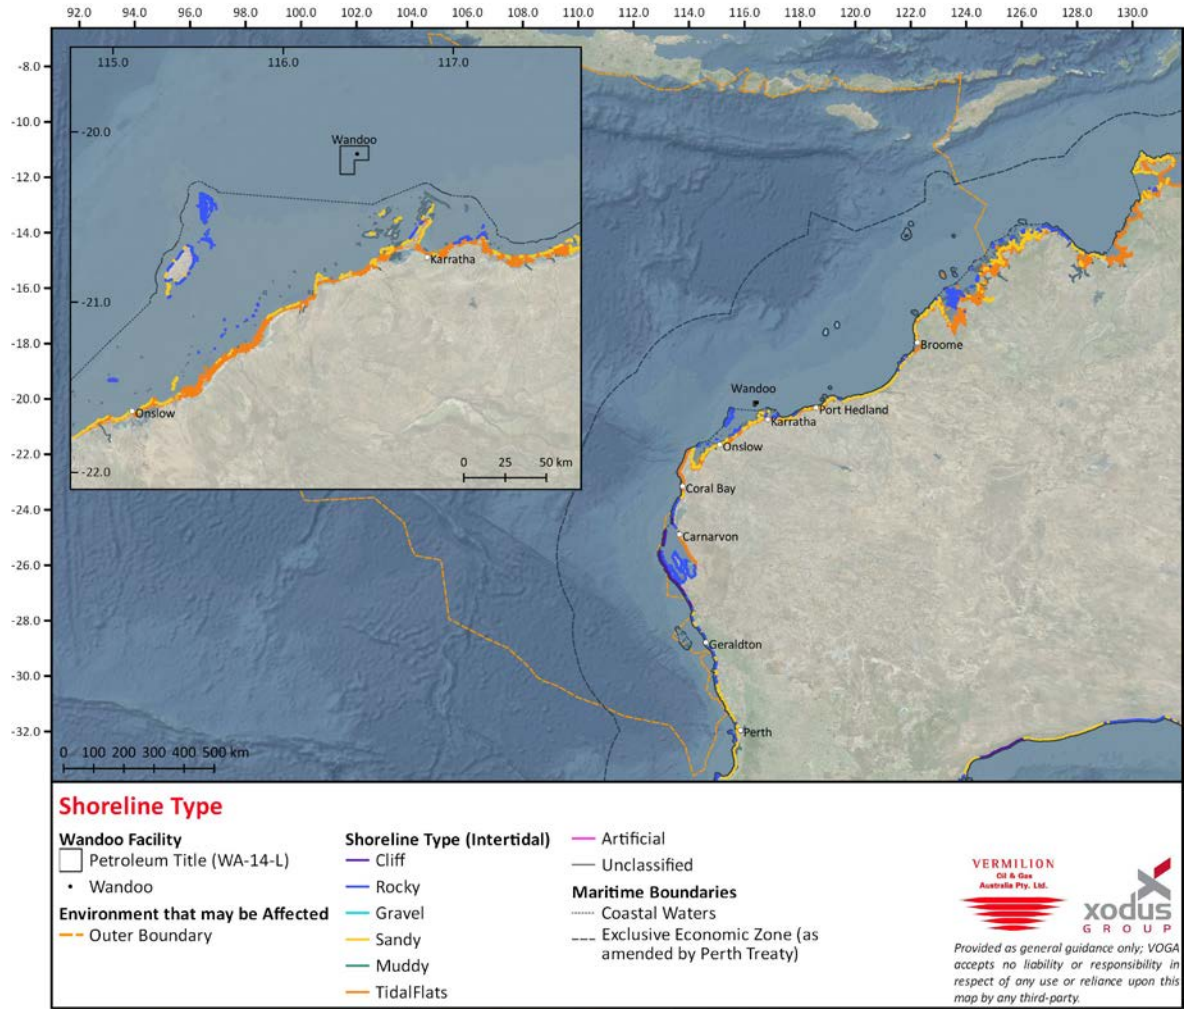 92.0 94.0 96.0 98.0 100.0 102.0 104.0 106.0 108.0 110.0 112.0 114.0 116.0 118.0 120.0 122.0 124.0 126.0 128.0 130.0
-8.0
-10.0
-12.0
-14.0
-16.0
-18.0
-20.0
-22.0
-24.0
-26.0
-28.0
-30.0
-32.0
115.0 116.0 117.0
-20.0
-21.0
-22.0
Wandoo
Karratha
Onslow
0 25 50 km
Broome
Wandoo
Port Hedland
Karratha
Onslow
Coral Bay
Carnarvon
Geraldton
Perth
0 100 200 300 400 500 km
Shoreline Type
Wandoo Facility
Petroleum Title (WA-14-L)
Wandoo
Environment that may be Affected
Outer Boundary
Shoreline Type (Intertidal)
Cliff
Rocky
Gravel
Sandy
Muddy
TidalFlats
Artificial
Unclassified
Maritime Boundaries
Coastal Waters
Exclusive Economic Zone (as
amended by Perth Treaty)
VERMILION
Oil & Gas
Australia Pty. Ltd.
xodus
GROUP
Provided as general guidance only; VOGA
accepts no liability or responsibility in
respect of any use or reliance upon this
map by any third-party.